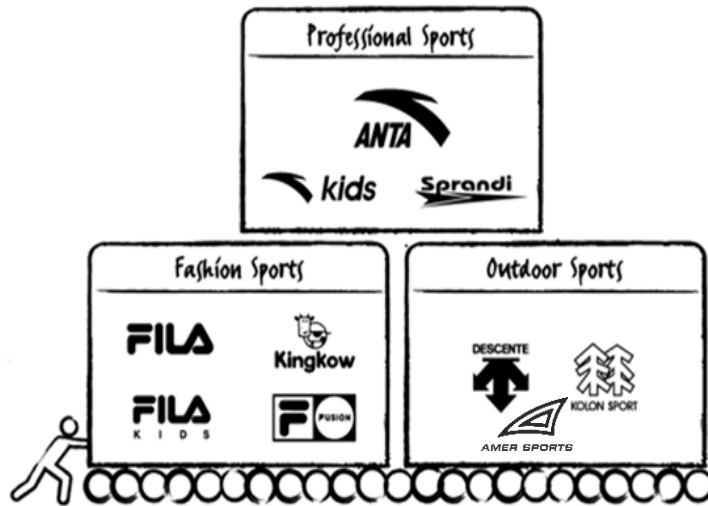 Professional Sports
ANTA
kids
Sprandi
Fashion Sports
FILA
Kingkow
FILA
KIDS
F FUSION
Outdoor Sports
DESCENTE
KOLON SPORT
AMER SPORTS